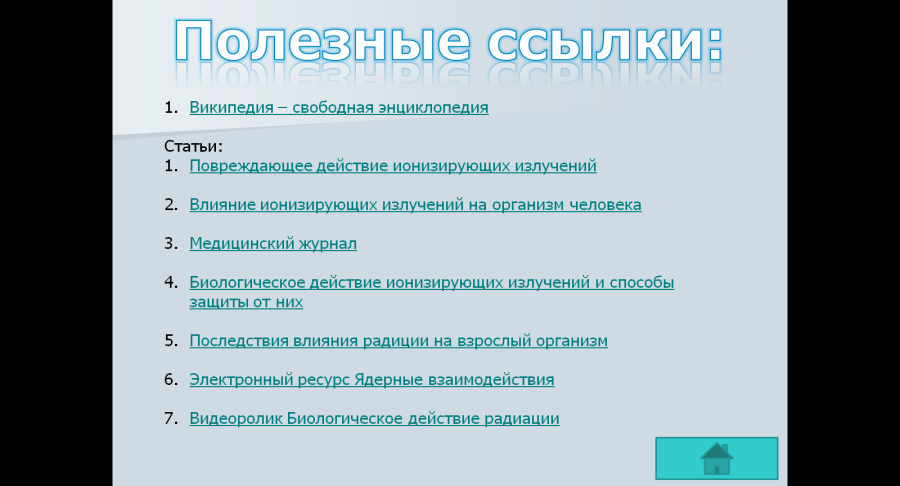 Полезные ссылки:
1. Википедия – свободная энциклопедия
Статьи:
1. Повреждающее действие ионизирующих излучений
2. Влияние ионизирующих излучений на организм человека
3. Медицинский журнал
4. Биологическое действие ионизирующих излучений и способы
защиты от них
5. Последствия влияния радиции на взрослый организм
6. Электронный ресурс Ядерные взаимодействия
7. Видеоролик Биологическое действие радиации